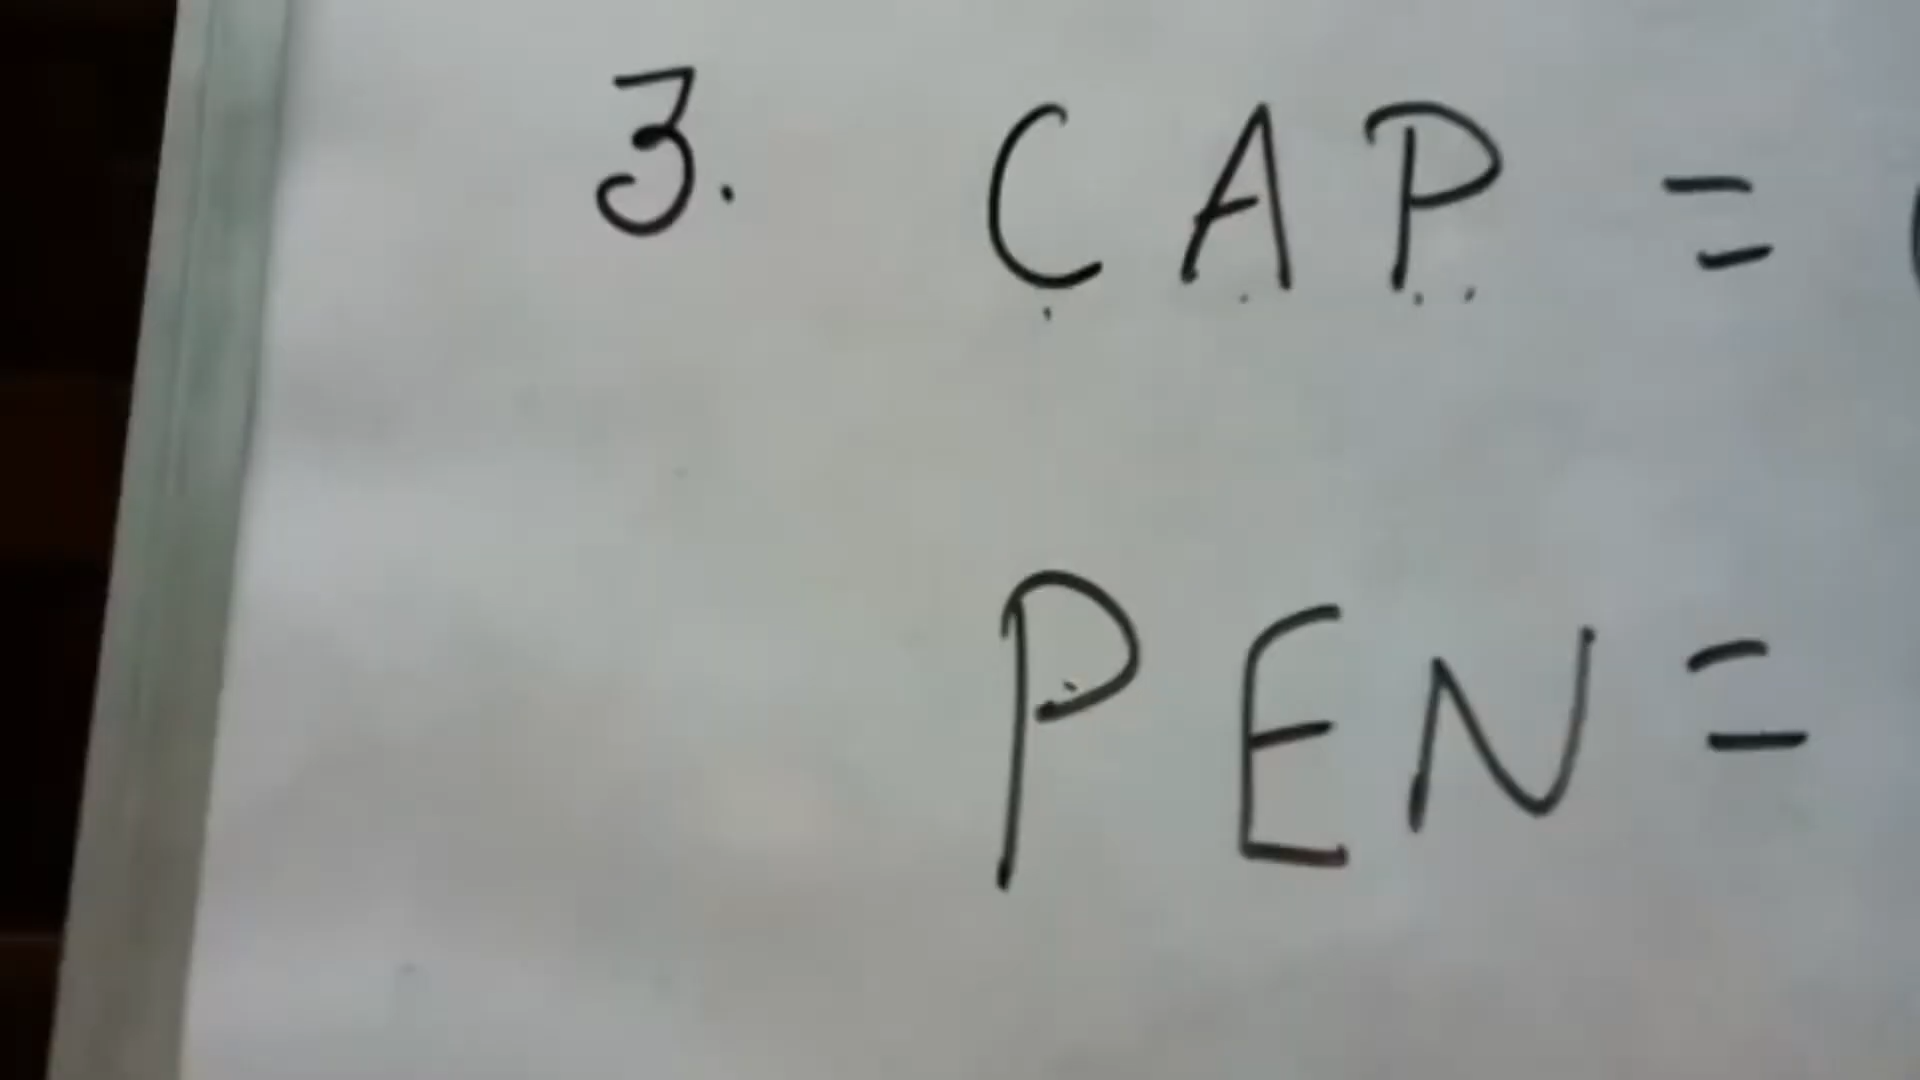 3. CAP =
PEN =